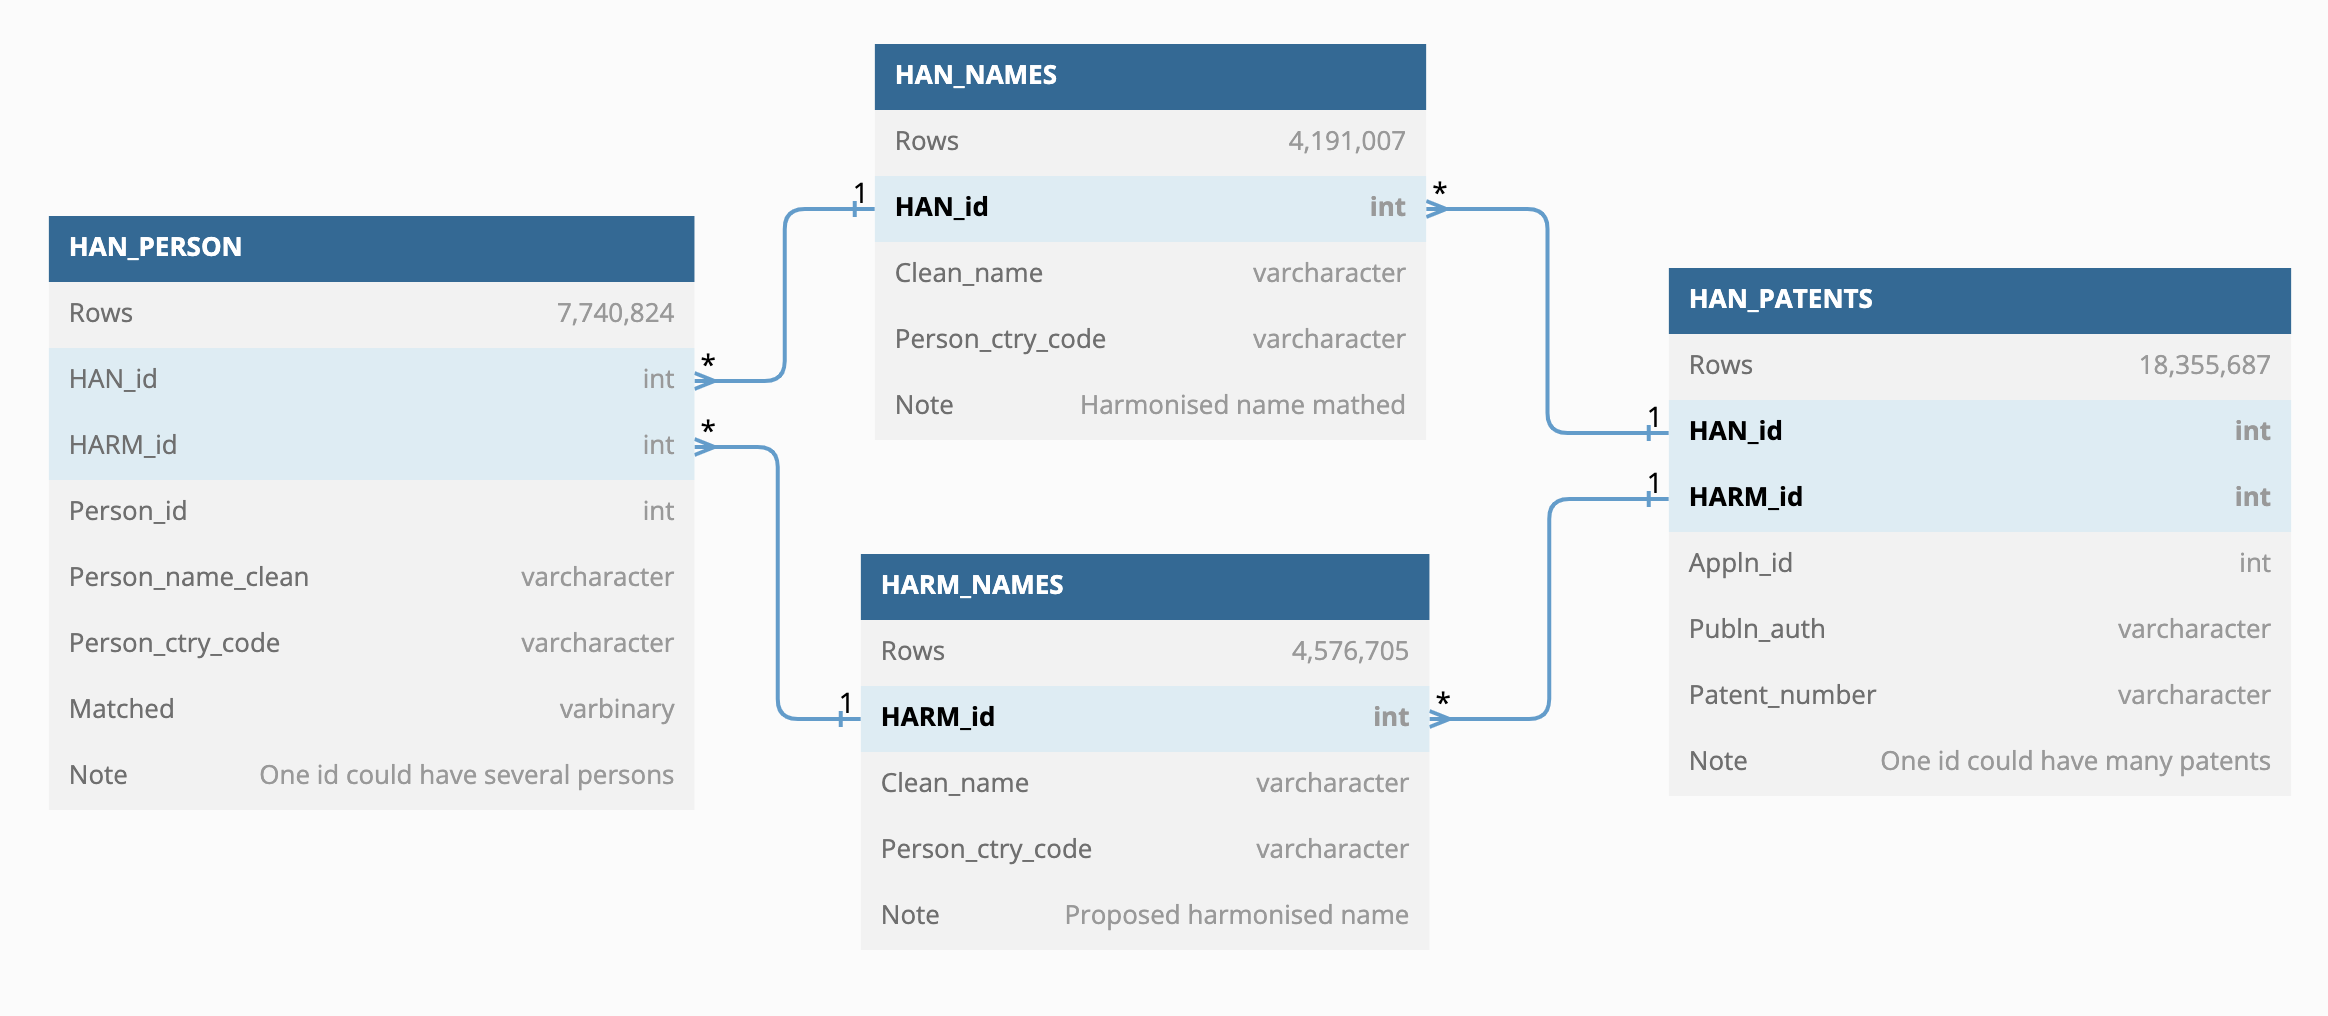 HAN_PERSON
Rows 7,740,824
HAN_id int
HARM_id int
Person_id int
Person_name_clean varcharacter
Person_ctry_code varcharacter
Matched varbinary
Note One id could have several persons
* 
*
1
HAN_NAMES
Rows 4,191,007
HAN_id int
Clean_name varcharacter
Person_ctry_code varcharacter
Note Harmonised name mathed
*
1
HARM_NAMES
Rows 4,576,705
HARM_id int
Clean_name varcharacter
Person_ctry_code varcharacter
Note Proposed harmonised name
*
1
1
HAN_PATENTS
Rows 18,355,687
HAN_id int
HARM_id int
Appln_id int
Publn_auth varcharacter
Patent_number varcharacter
Note One id could have many patents